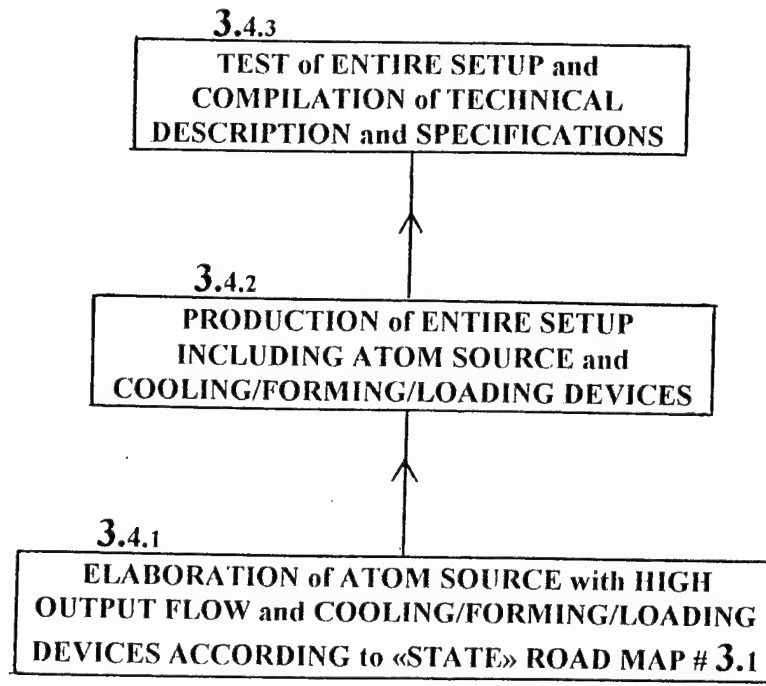 3.4.3
TEST of ENTIRE SETUP and
COMPILATION of TECHNICAL
DESCRIPTION and SPECIFICATIONS
3.4.2
PRODUCTION of ENTIRE SETUP
INCLUDING ATOM SOURCE and
COOLING/FORMING/LOADING DEVICES
3.4.1
ELABORATION of ATOM SOURCE with HIGH
OUTPUT FLOW and COOLING/FORMING/LOADING
DEVICES ACCORDING to «STATE» ROAD MAP # 3.1